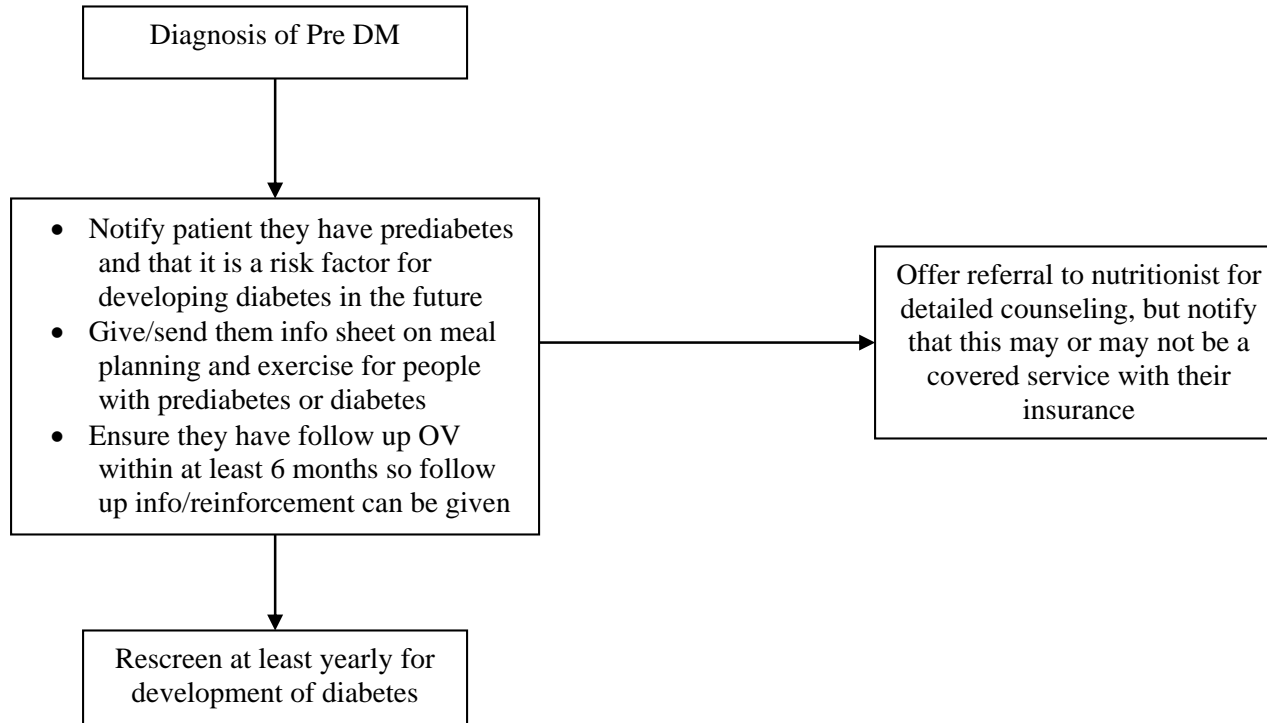 Diagnosis of Pre DM
• Notify patient they have prediabetes
and that it is a risk factor for
developing diabetes in the future
• Give/send them info sheet on meal
planning and exercise for people
with prediabetes or diabetes
• Ensure they have follow up OV
within at least 6 months so follow
up info/reinforcement can be given
Offer referral to nutritionist for
detailed counseling, but notify
that this may or may not be a
covered service with their
insurance
Rescreen at least yearly for
development of diabetes